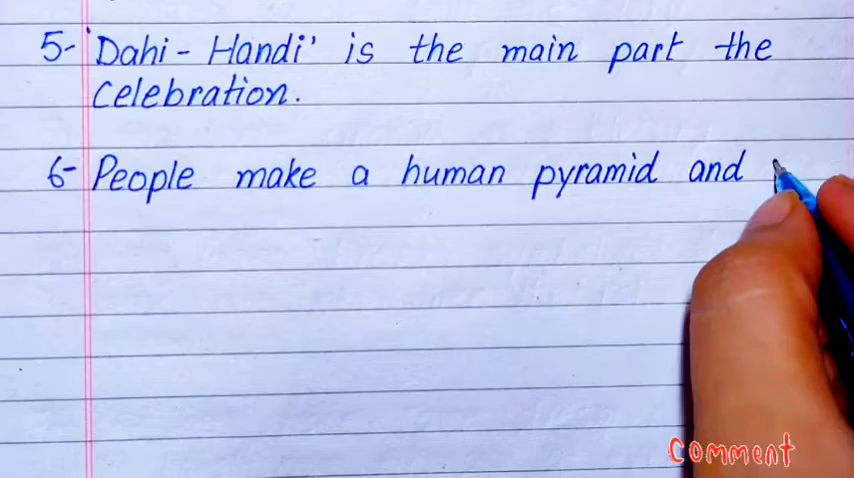 5- 'Dahi - Handi' is the main part the
Celebration.
6- People make a human pyramid and
Comment